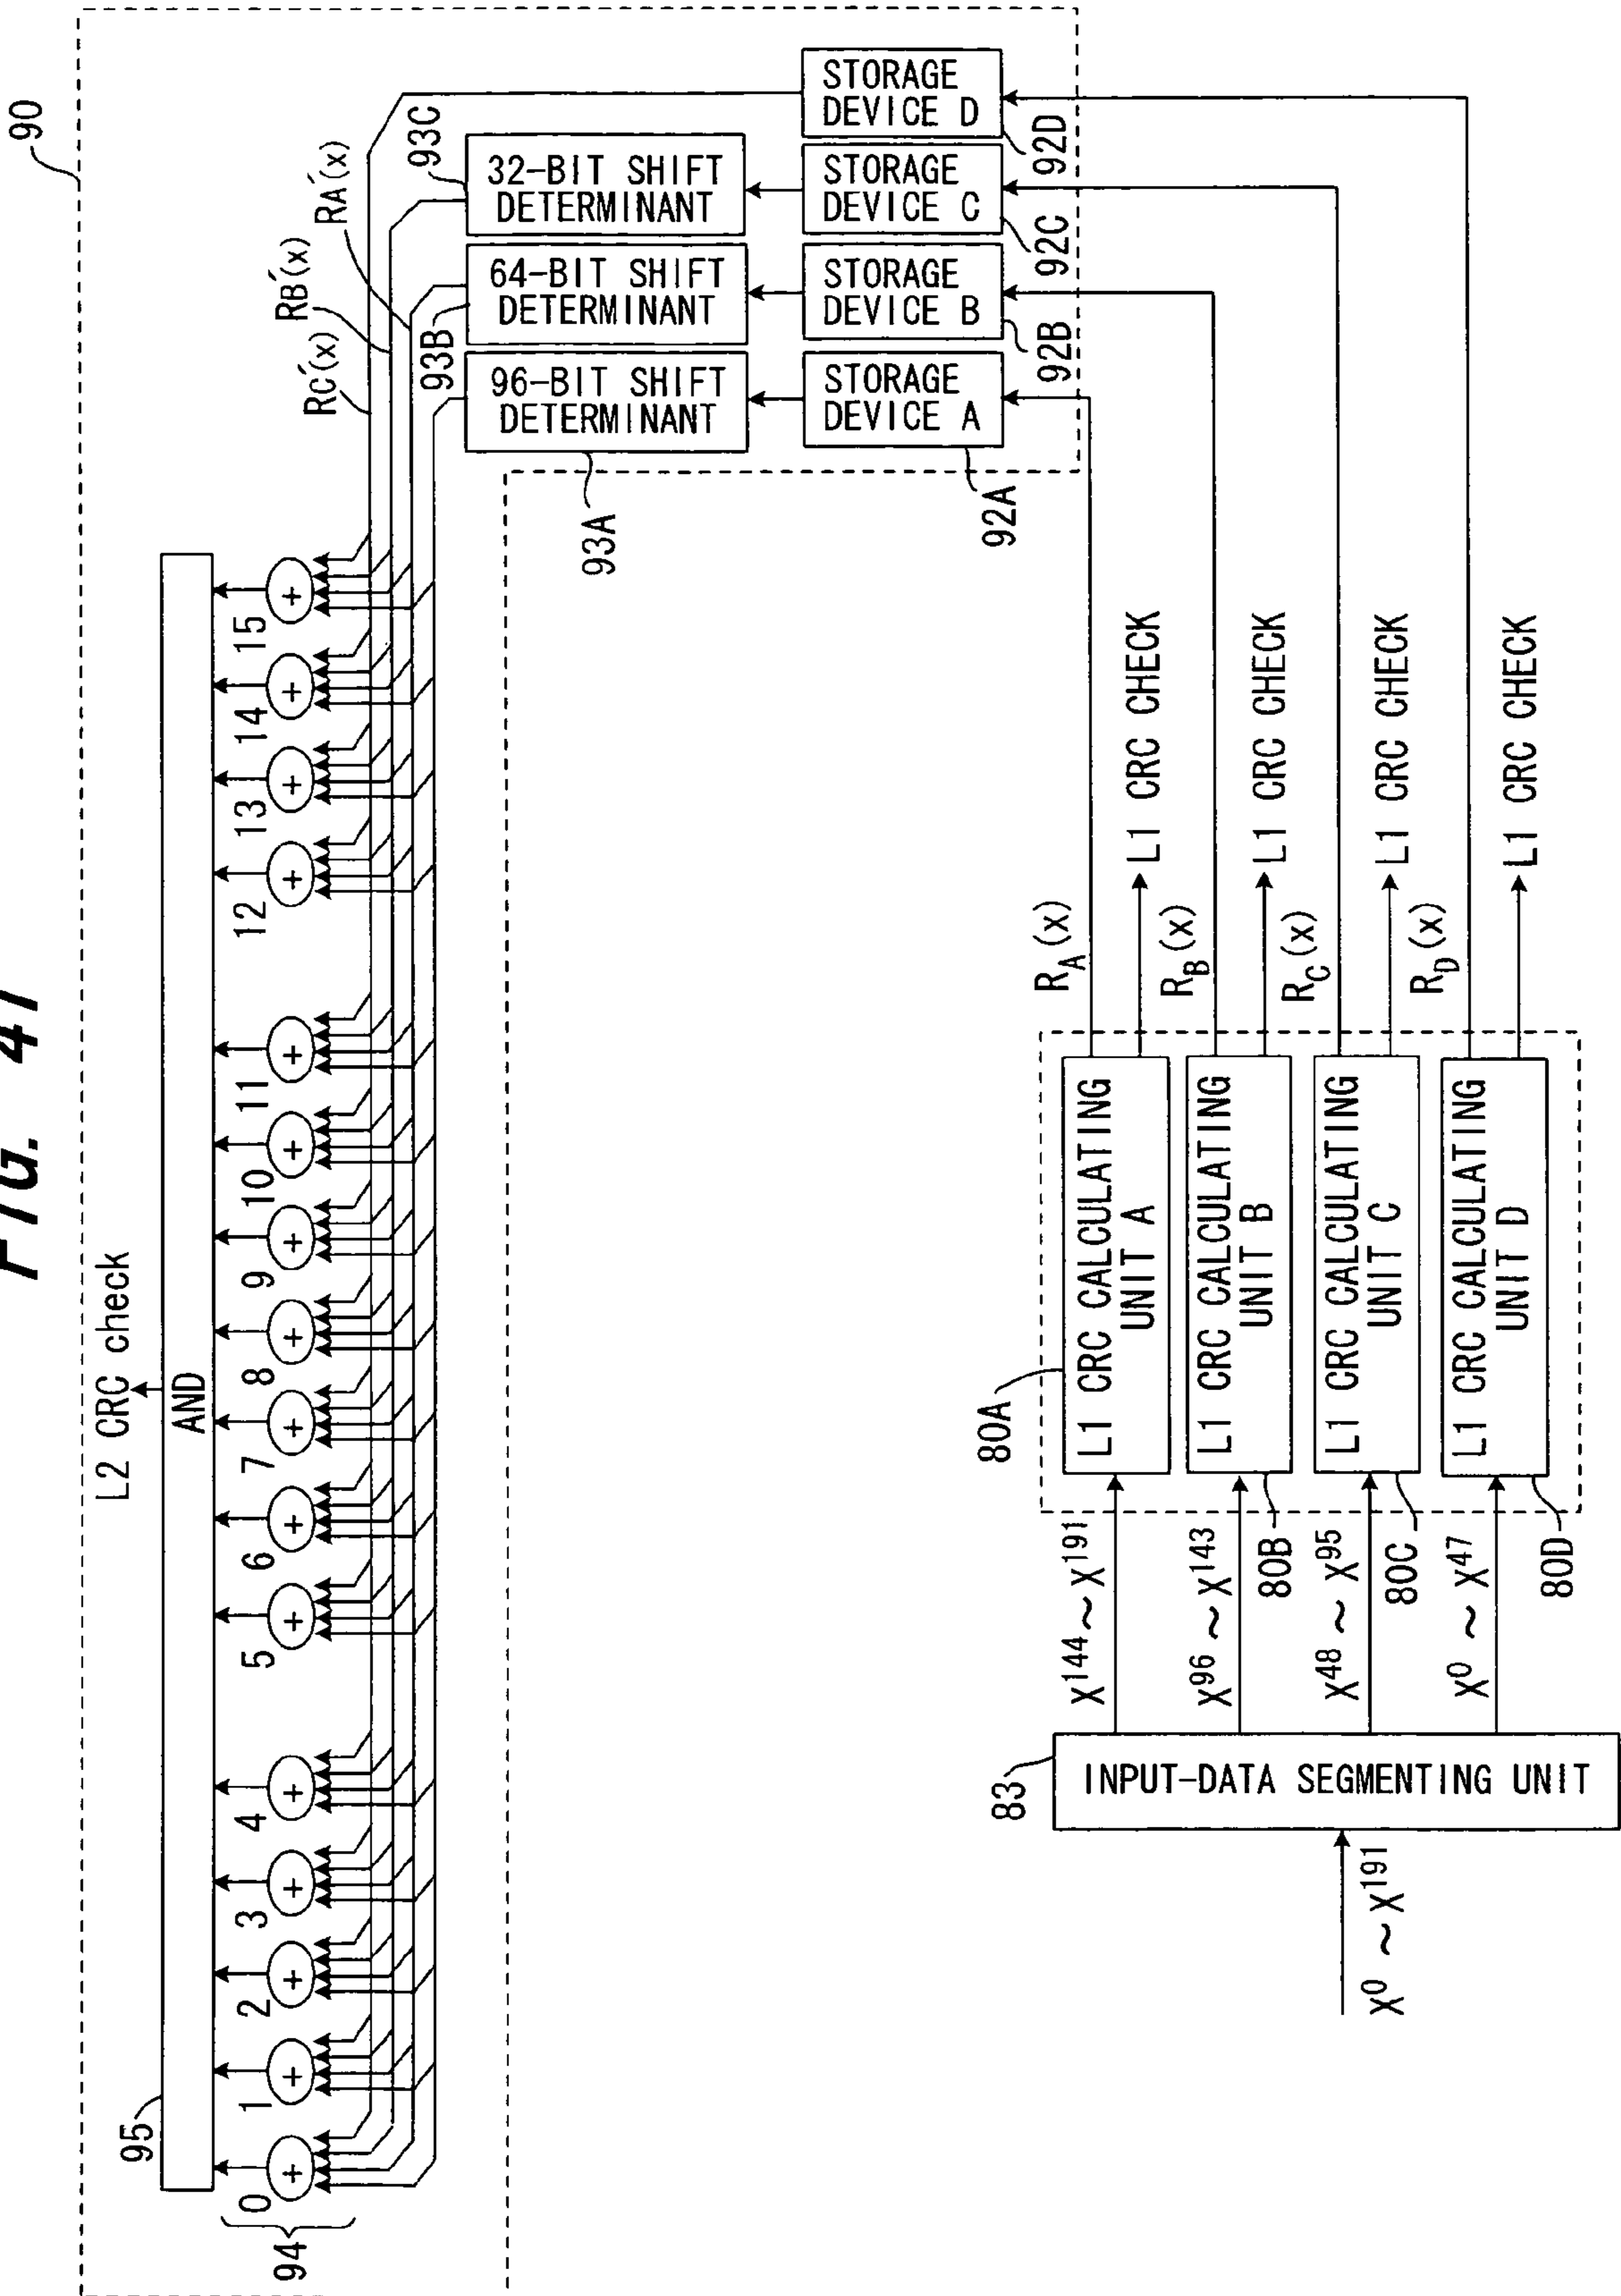 FIG. 41
90
L2 CRC check
AND
95
94
0
1
2
3
4
5
6
7
8
9
10
11
12
13
14
15
RC´(x)
RB´(x)
RA´(x)
93C
32-BIT SHIFT
DETERMINANT
93B
64-BIT SHIFT
DETERMINANT
93A
96-BIT SHIFT
DETERMINANT
STORAGE
DEVICE D
92D
STORAGE
DEVICE C
92C
STORAGE
DEVICE B
92B
STORAGE
DEVICE A
92A
X⁰ ~ X¹⁹¹
83
INPUT-DATA SEGMENTING UNIT
X¹⁴⁴ ~ X¹⁹¹
80A
L1 CRC CALCULATING
UNIT A
R_A(x)
L1 CRC CHECK
X⁹⁶ ~ X¹⁴³
80B
L1 CRC CALCULATING
UNIT B
R_B(x)
L1 CRC CHECK
X⁴⁸ ~ X⁹⁵
80C
L1 CRC CALCULATING
UNIT C
R_C(x)
L1 CRC CHECK
X⁰ ~ X⁴⁷
80D
L1 CRC CALCULATING
UNIT D
R_D(x)
L1 CRC CHECK